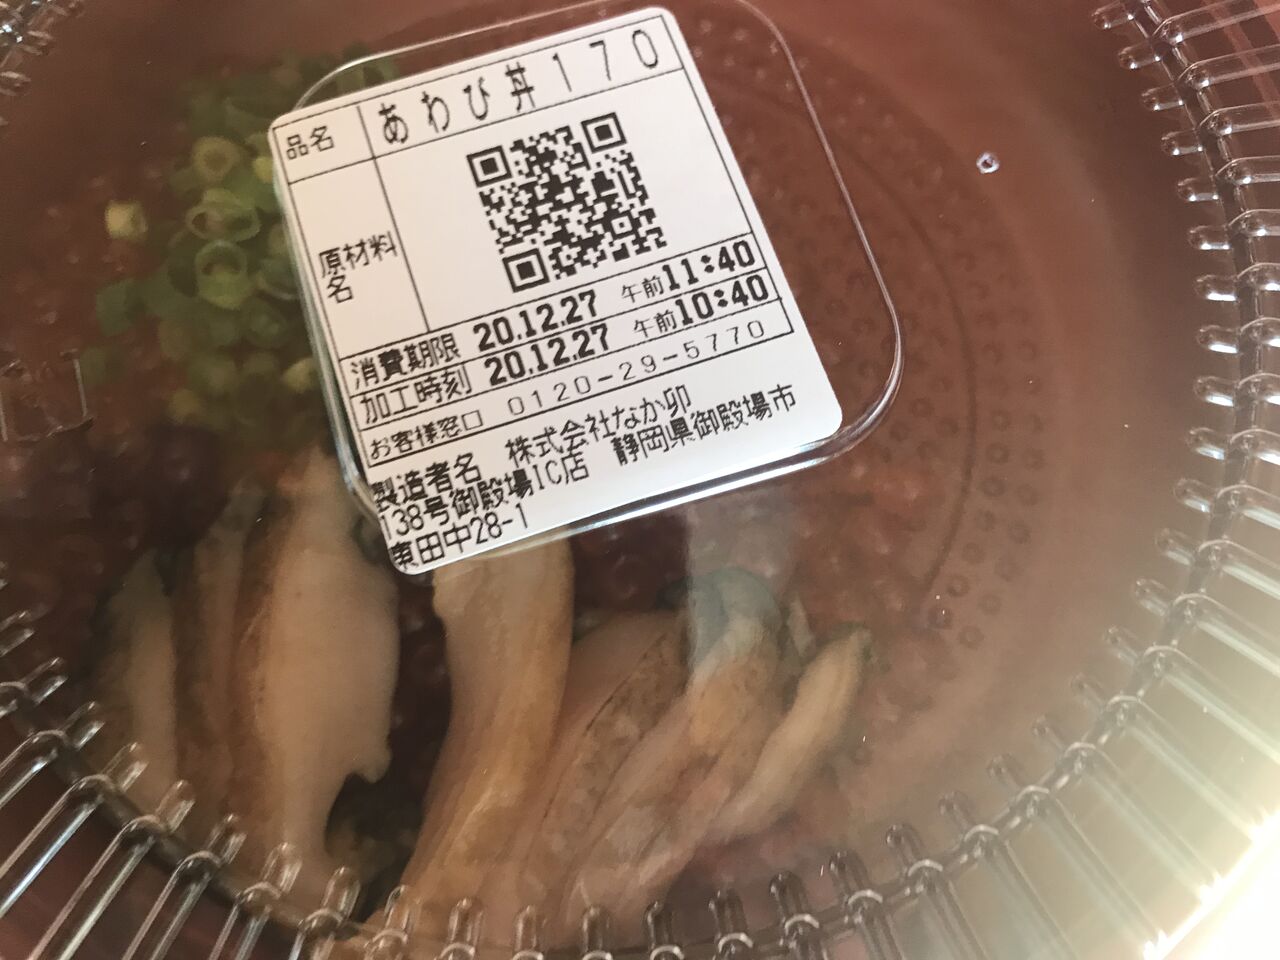 品名 あわび丼170
原材料名
消費期限 20.12.27 午前11:40
加工時刻 20.12.27 午前10:40
お客様窓口 0120-29-5770
製造者名 株式会社なか卯
138号御殿場IC店 静岡県御殿場市
東田中28-1